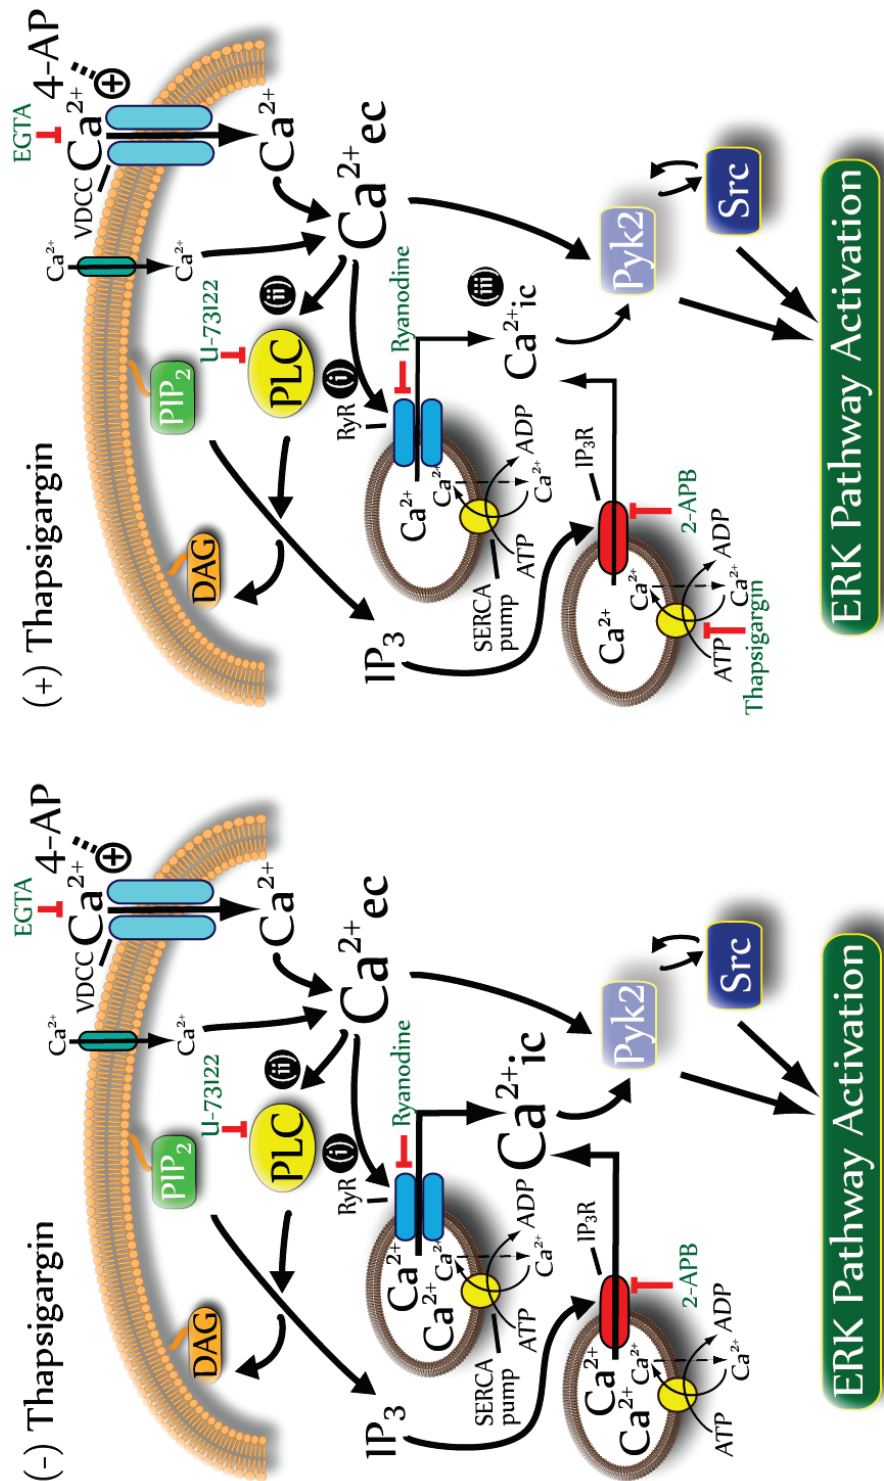 (-) Thapsigargin
EGTA
4-AP
Ca²⁺
VDCC
Ca²⁺
Ca²⁺
Ca²⁺
PIP₂
DAG
U-73122
PLC
ii
Ca²⁺ec
i
IP₃
RyR
Ryanodine
Ca²⁺
Ca²⁺
Ca²⁺
Ca²⁺
SERCA
pump
ATP
ADP
Ca²⁺ic
IP₃R
Ca²⁺
Ca²⁺
Ca²⁺
Ca²⁺
2-APB
ATP
ADP
Pyk2
Src
ERK Pathway Activation
(+) Thapsigargin
EGTA
4-AP
Ca²⁺
VDCC
Ca²⁺
Ca²⁺
Ca²⁺
PIP₂
DAG
U-73122
PLC
ii
Ca²⁺ec
i
IP₃
RyR
Ryanodine
Ca²⁺
Ca²⁺
Ca²⁺
SERCA
pump
ATP
ADP
iii
Ca²⁺ic
IP₃R
Ca²⁺
Ca²⁺
Ca²⁺
2-APB
ATP
ADP
Thapsigargin
Pyk2
Src
ERK Pathway Activation